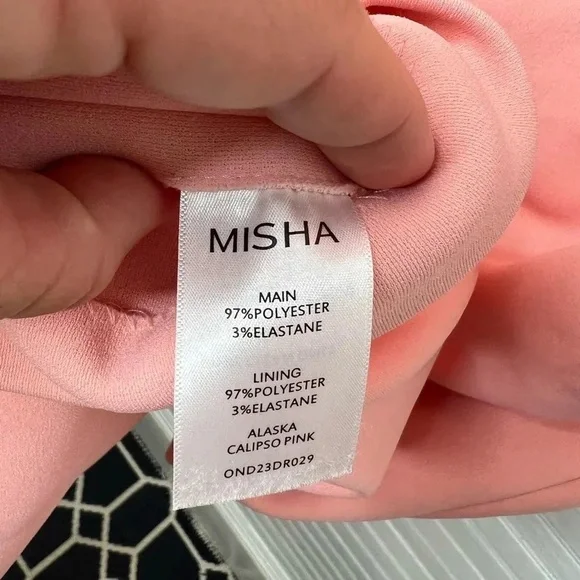 MISHA
MAIN
97%POLYESTER
3%ELASTANE
LINING
97%POLYESTER
3%ELASTANE
ALASKA
CALIPSO PINK
OND23DR029